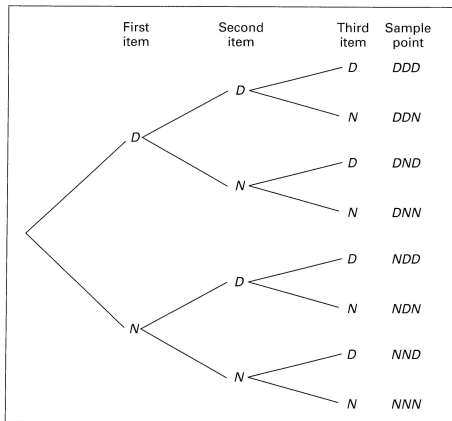 First Second Third Sample
item item item point
D DDD
D
N DDN
D
D DND
N
N DNN
D NDD
D
N NDN
N
D NND
N
N NNN